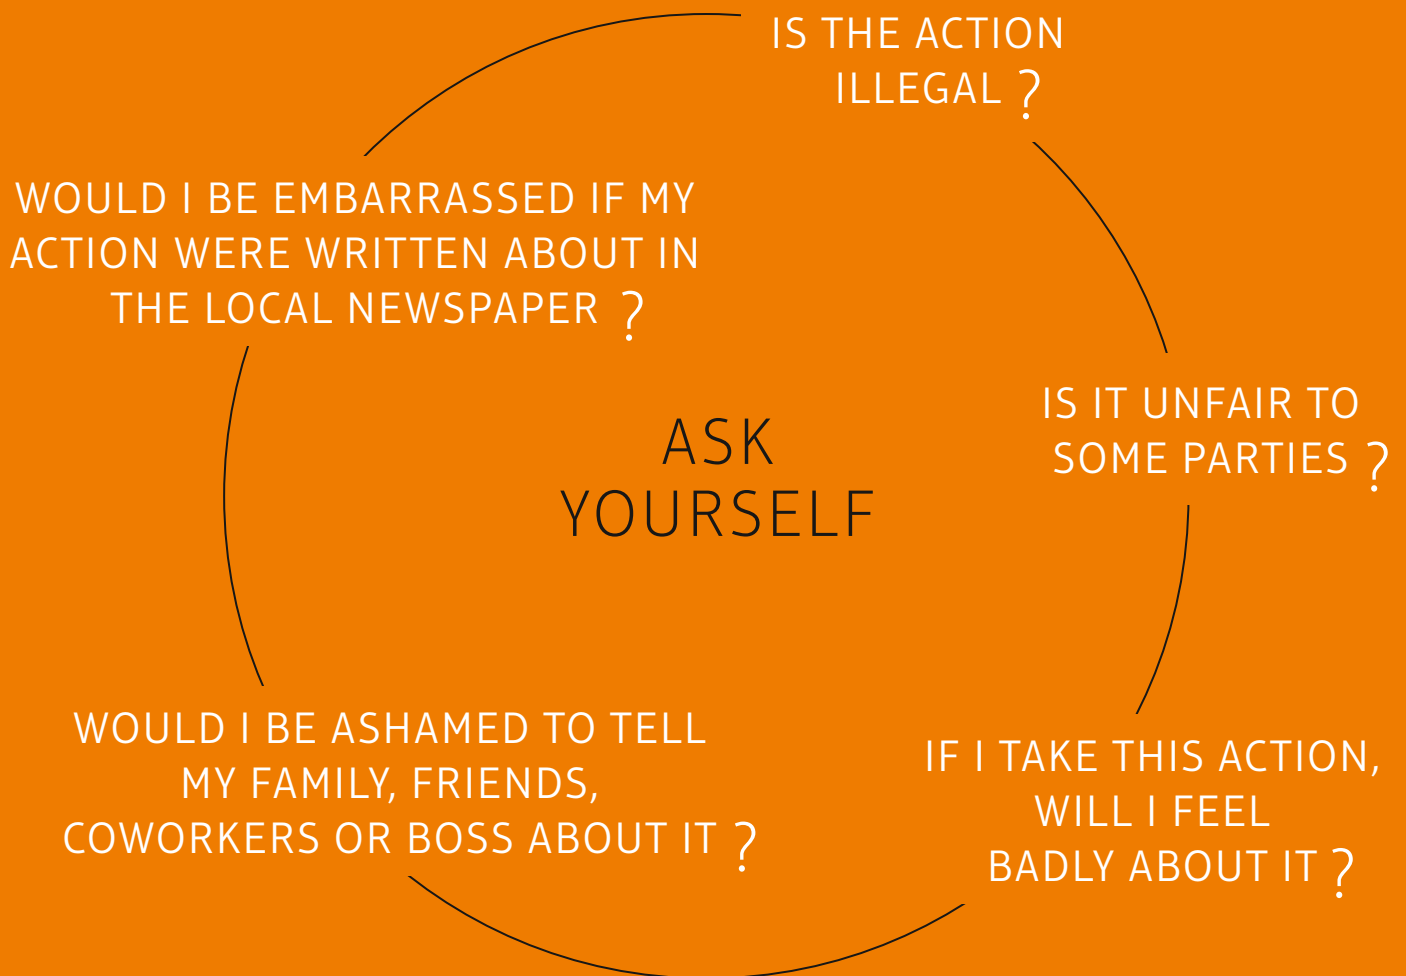 ASK
YOURSELF
IS THE ACTION
ILLEGAL ?
IS IT UNFAIR TO
SOME PARTIES ?
IF I TAKE THIS ACTION,
WILL I FEEL
BADLY ABOUT IT ?
WOULD I BE ASHAMED TO TELL
MY FAMILY, FRIENDS,
COWORKERS OR BOSS ABOUT IT ?
WOULD I BE EMBARRASSED IF MY
ACTION WERE WRITTEN ABOUT IN
THE LOCAL NEWSPAPER ?